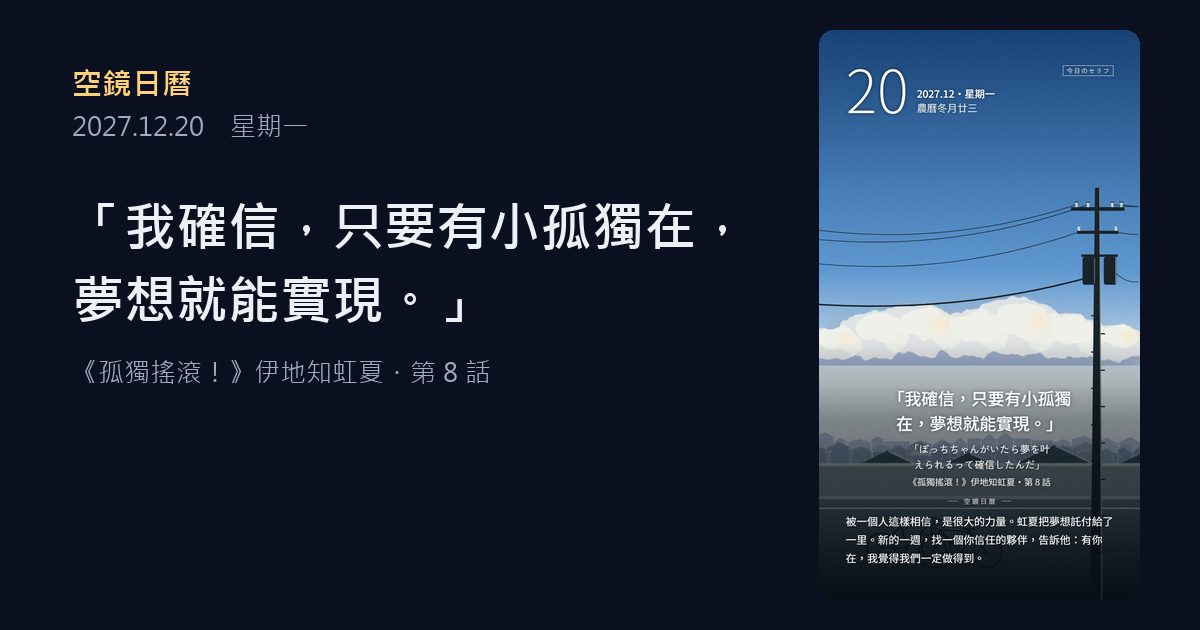 空鏡日曆
2027.12.20 星期一
「我確信，只要有小孤獨在，
夢想就能實現。」
《孤獨搖滾！》伊地知虹夏・第 8 話
今日のセリフ
20
2027.12・星期一
農曆冬月廿三
「我確信，只要有小孤獨
在，夢想就能實現。」
「ぼっちちゃんがいたら夢を叶
えられるって確信したんだ」
《孤獨搖滾！》伊地知虹夏・第 8 話
空鏡日曆
被一個人這樣相信，是很大的力量。虹夏把夢想託付給了
一里。新的一週，找一個你信任的夥伴，告訴他：有你
在，我覺得我們一定做得到。